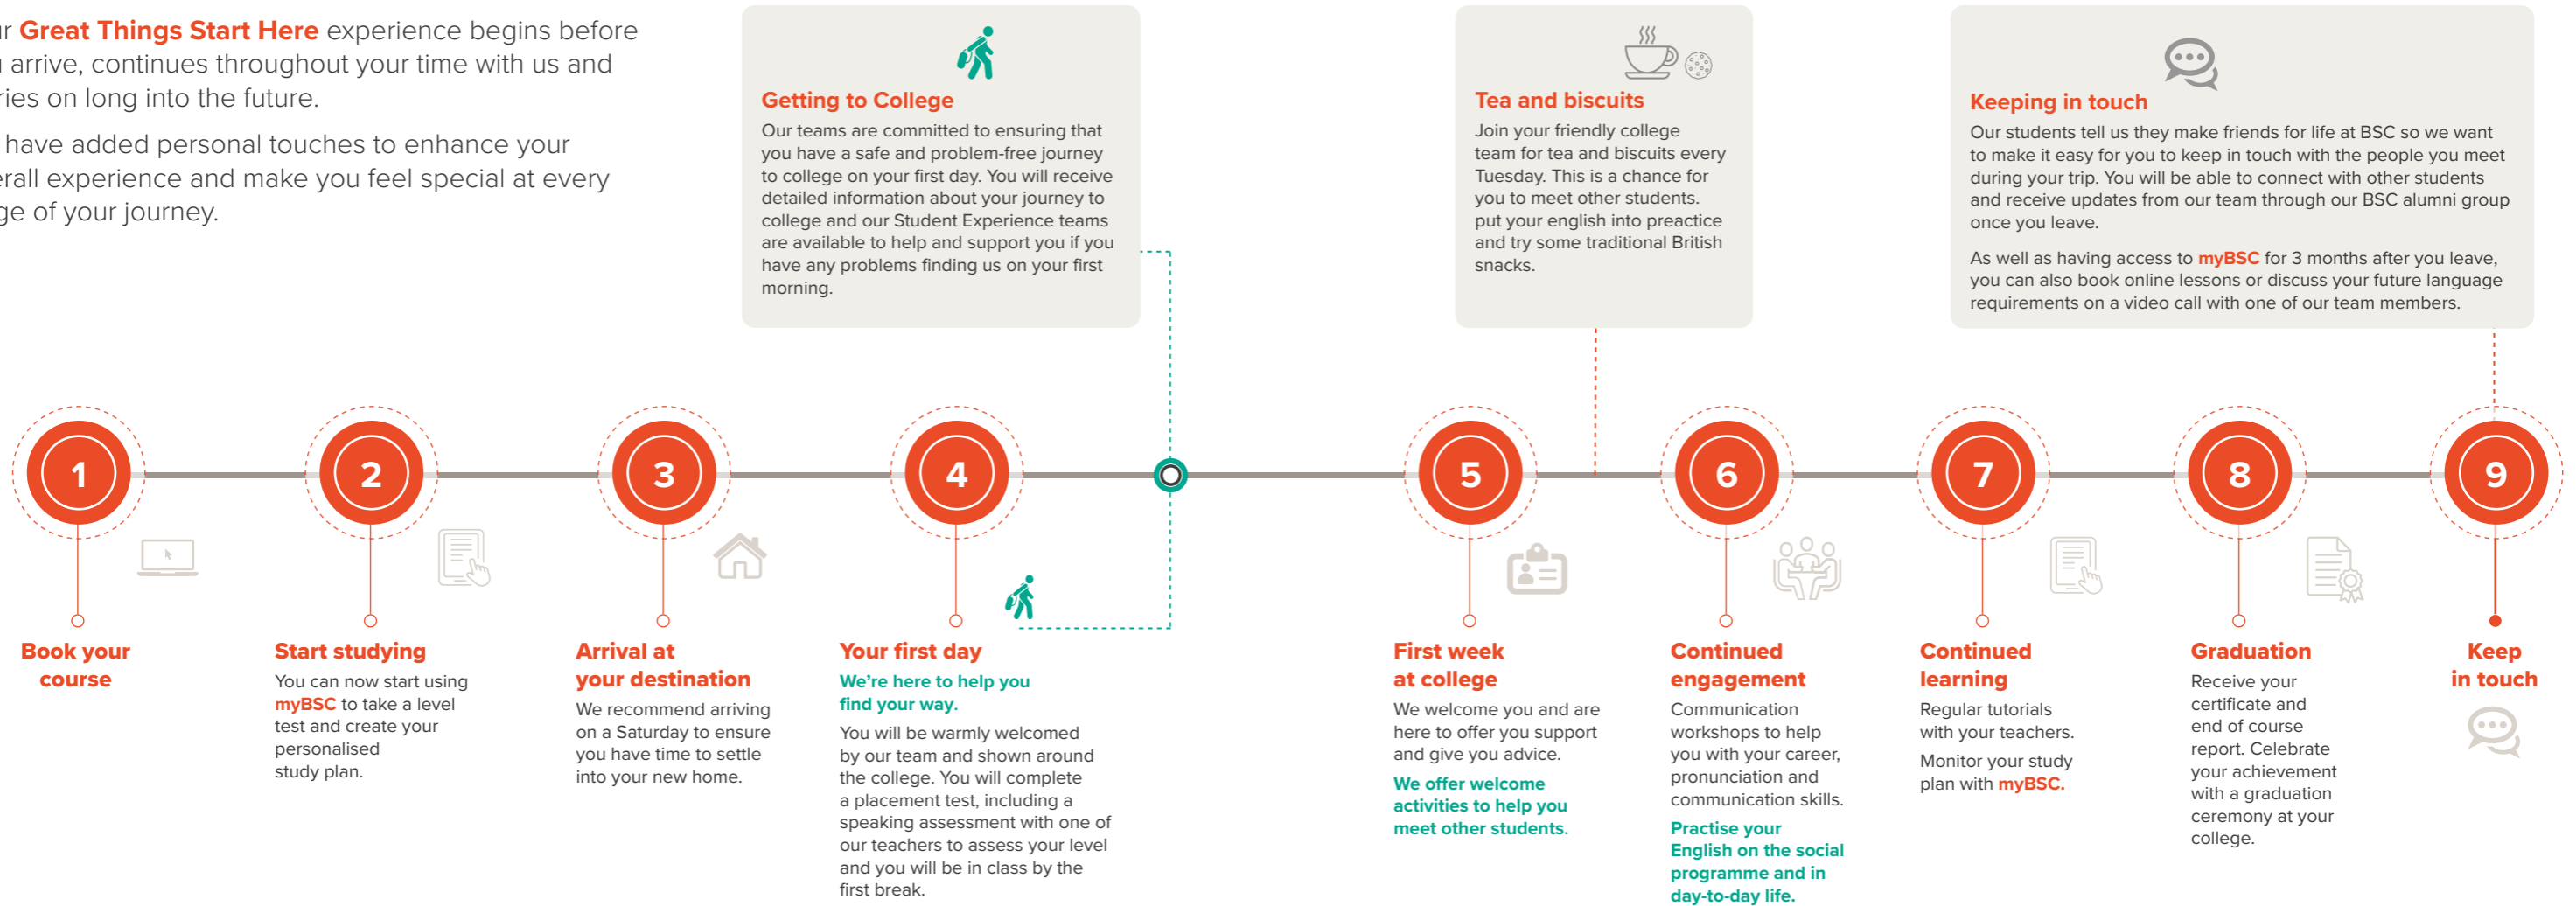 Great Things Start Here experience begins before
arrive, continues throughout your time with us and
on long into the future.
have added personal touches to enhance your
experience and make you feel special at every
of your journey.
Getting to College
Our teams are committed to ensuring that
you have a safe and problem-free journey
to college on your first day. You will receive
detailed information about your journey to
college and our Student Experience teams
are available to help and support you if you
have any problems finding us on your first
morning.
Tea and biscuits
Join your friendly college
team for tea and biscuits every
Tuesday. This is a chance for
you to meet other students.
put your english into preactice
and try some traditional British
snacks.
Keeping in touch
Our students tell us they make friends for life at BSC so we want
to make it easy for you to keep in touch with the people you meet
during your trip. You will be able to connect with other students
and receive updates from our team through our BSC alumni group
once you leave.
As well as having access to myBSC for 3 months after you leave,
you can also book online lessons or discuss your future language
requirements on a video call with one of our team members.
1
2
3
4
5
6
7
8
9
Book your
course
Start studying
You can now start using
myBSC to take a level
test and create your
personalised
study plan.
Arrival at
your destination
We recommend arriving
on a Saturday to ensure
you have time to settle
into your new home.
Your first day
We're here to help you
find your way.
You will be warmly welcomed
by our team and shown around
the college. You will complete
a placement test, including a
speaking assessment with one of
our teachers to assess your level
and you will be in class by the
first break.
First week
at college
We welcome you and are
here to offer you support
and give you advice.
We offer welcome
activities to help you
meet other students.
Continued
engagement
Communication
workshops to help
you with your career,
pronunciation and
communication skills.
Practise your
English on the social
programme and in
day-to-day life.
Continued
learning
Regular tutorials
with your teachers.
Monitor your study
plan with myBSC.
Graduation
Receive your
certificate and
end of course
report. Celebrate
your achievement
with a graduation
ceremony at your
college.
Keep
in touch